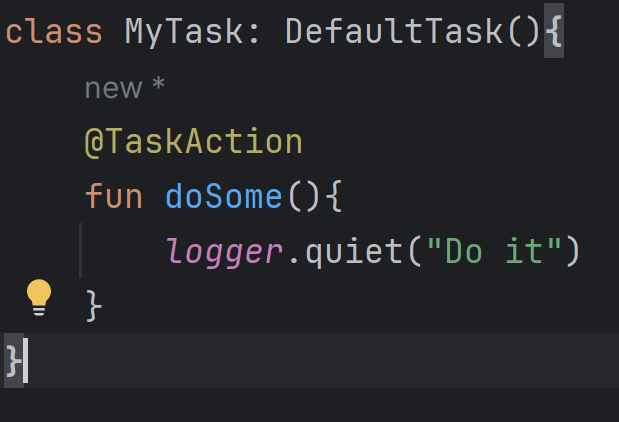 class MyTask: DefaultTask(){
new *
@TaskAction
fun doSome(){
logger.quiet("Do it")
}
}